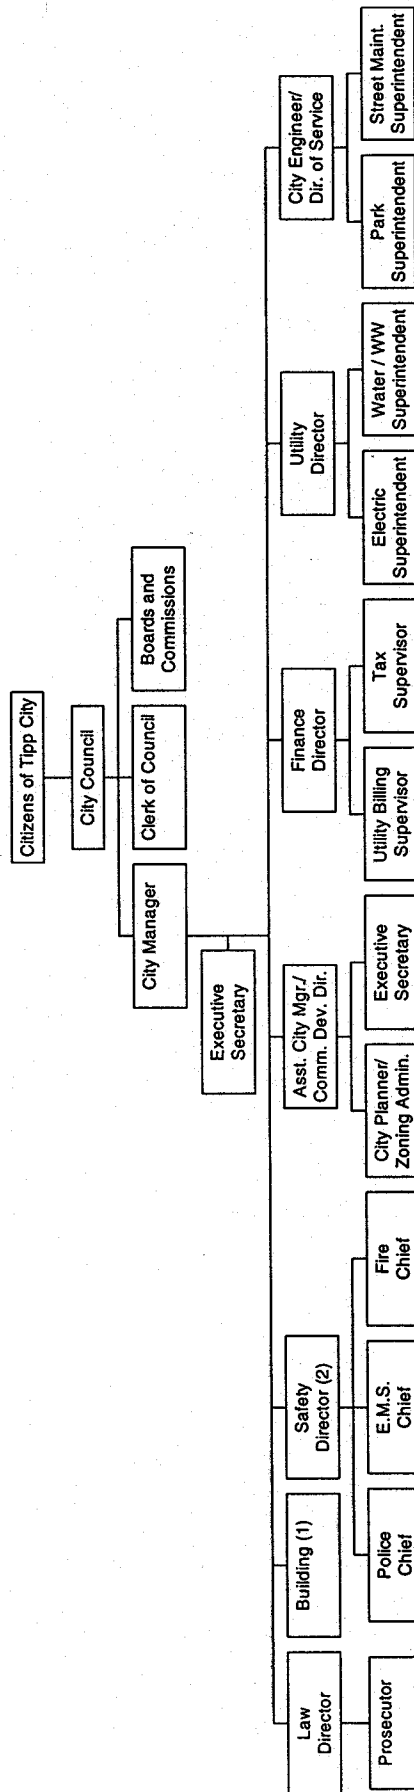 Citizens of Tipp City
City Council
City Manager
Clerk of Council
Boards and
Commissions
Executive
Secretary
Law
Director
Building (1)
Safety
Director (2)
Asst. City Mgr./
Comm. Dev. Dir.
Finance
Director
Utility
Director
City Engineer/
Dir. of Service
Prosecutor
Police
Chief
E.M.S.
Chief
Fire
Chief
City Planner/
Zoning Admin.
Executive
Secretary
Utility Billing
Supervisor
Tax
Supervisor
Electric
Superintendent
Water / WW
Superintendent
Park
Superintendent
Street Maint.
Superintendent